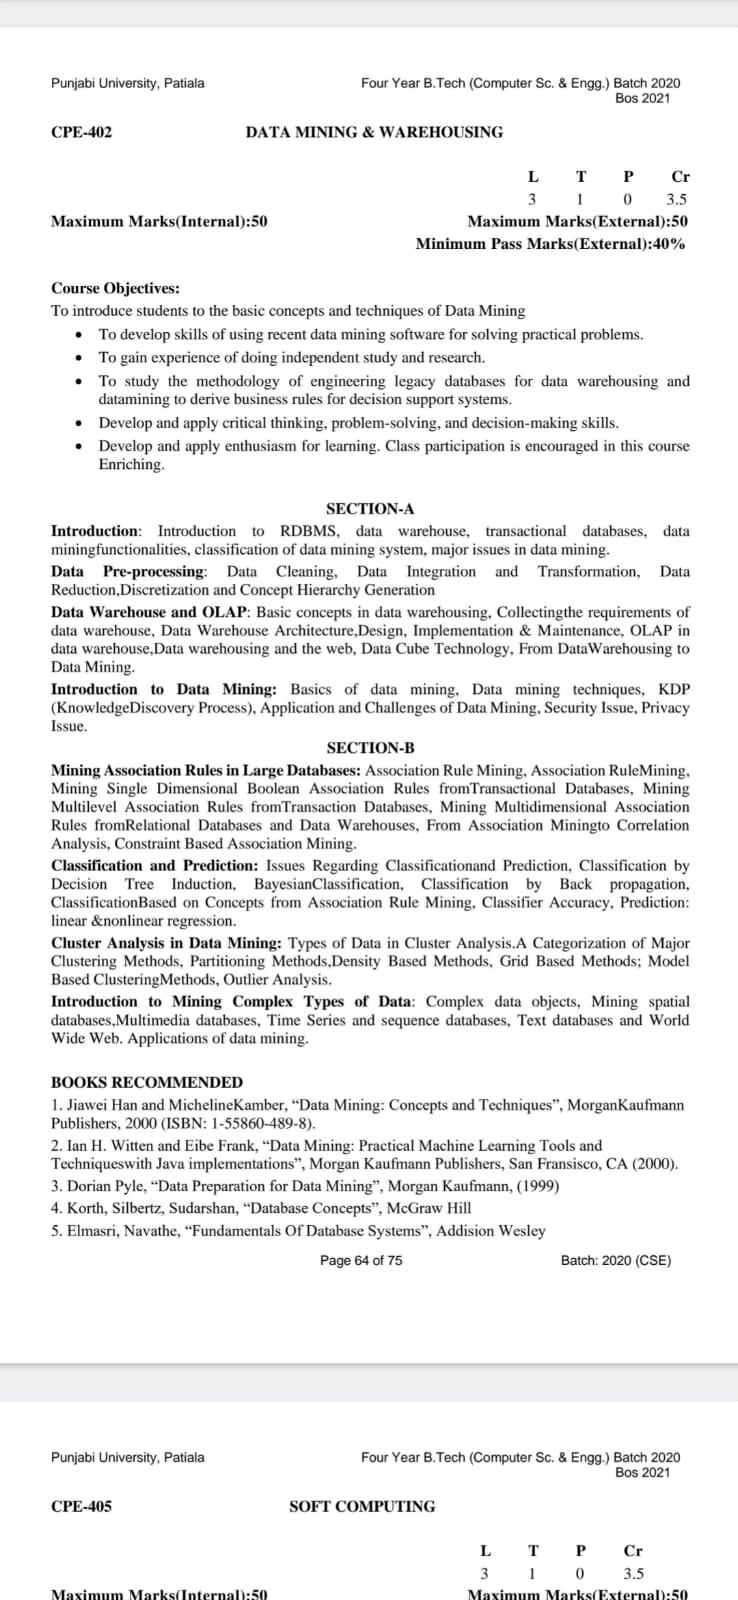 Punjabi University, Patiala Four Year B.Tech (Computer Sc. & Engg.) Batch 2020
Bos 2021
CPE-402 DATA MINING & WAREHOUSING
L T P Cr
3 1 0 3.5
Maximum Marks(Internal):50 Maximum Marks(External):50
Minimum Pass Marks(External):40%
Course Objectives:
To introduce students to the basic concepts and techniques of Data Mining
• To develop skills of using recent data mining software for solving practical problems.
• To gain experience of doing independent study and research.
• To study the methodology of engineering legacy databases for data warehousing and
datamining to derive business rules for decision support systems.
• Develop and apply critical thinking, problem-solving, and decision-making skills.
• Develop and apply enthusiasm for learning. Class participation is encouraged in this course
Enriching.
SECTION-A
Introduction: Introduction to RDBMS, data warehouse, transactional databases, data
miningfunctionalities, classification of data mining system, major issues in data mining.
Data Pre-processing: Data Cleaning, Data Integration and Transformation, Data
Reduction,Discretization and Concept Hierarchy Generation
Data Warehouse and OLAP: Basic concepts in data warehousing, Collectingthe requirements of
data warehouse, Data Warehouse Architecture,Design, Implementation & Maintenance, OLAP in
data warehouse,Data warehousing and the web, Data Cube Technology, From DataWarehousing to
Data Mining.
Introduction to Data Mining: Basics of data mining, Data mining techniques, KDP
(KnowledgeDiscovery Process), Application and Challenges of Data Mining, Security Issue, Privacy
Issue.
SECTION-B
Mining Association Rules in Large Databases: Association Rule Mining, Association RuleMining,
Mining Single Dimensional Boolean Association Rules fromTransactional Databases, Mining
Multilevel Association Rules fromTransaction Databases, Mining Multidimensional Association
Rules fromRelational Databases and Data Warehouses, From Association Miningto Correlation
Analysis, Constraint Based Association Mining.
Classification and Prediction: Issues Regarding Classificationand Prediction, Classification by
Decision Tree Induction, BayesianClassification, Classification by Back propagation,
ClassificationBased on Concepts from Association Rule Mining, Classifier Accuracy, Prediction:
linear &nonlinear regression.
Cluster Analysis in Data Mining: Types of Data in Cluster Analysis.A Categorization of Major
Clustering Methods, Partitioning Methods,Density Based Methods, Grid Based Methods; Model
Based ClusteringMethods, Outlier Analysis.
Introduction to Mining Complex Types of Data: Complex data objects, Mining spatial
databases,Multimedia databases, Time Series and sequence databases, Text databases and World
Wide Web. Applications of data mining.
BOOKS RECOMMENDED
1. Jiawei Han and MichelineKamber, “Data Mining: Concepts and Techniques”, MorganKaufmann
Publishers, 2000 (ISBN: 1-55860-489-8).
2. Ian H. Witten and Eibe Frank, “Data Mining: Practical Machine Learning Tools and
Techniqueswith Java implementations”, Morgan Kaufmann Publishers, San Fransisco, CA (2000).
3. Dorian Pyle, “Data Preparation for Data Mining”, Morgan Kaufmann, (1999)
4. Korth, Silbertz, Sudarshan, “Database Concepts”, McGraw Hill
5. Elmasri, Navathe, “Fundamentals Of Database Systems”, Addision Wesley
Page 64 of 75 Batch: 2020 (CSE)
Punjabi University, Patiala Four Year B.Tech (Computer Sc. & Engg.) Batch 2020
Bos 2021
CPE-405 SOFT COMPUTING
L T P Cr
3 1 0 3.5
Maximum Marks(Internal):50 Maximum Marks(External):50